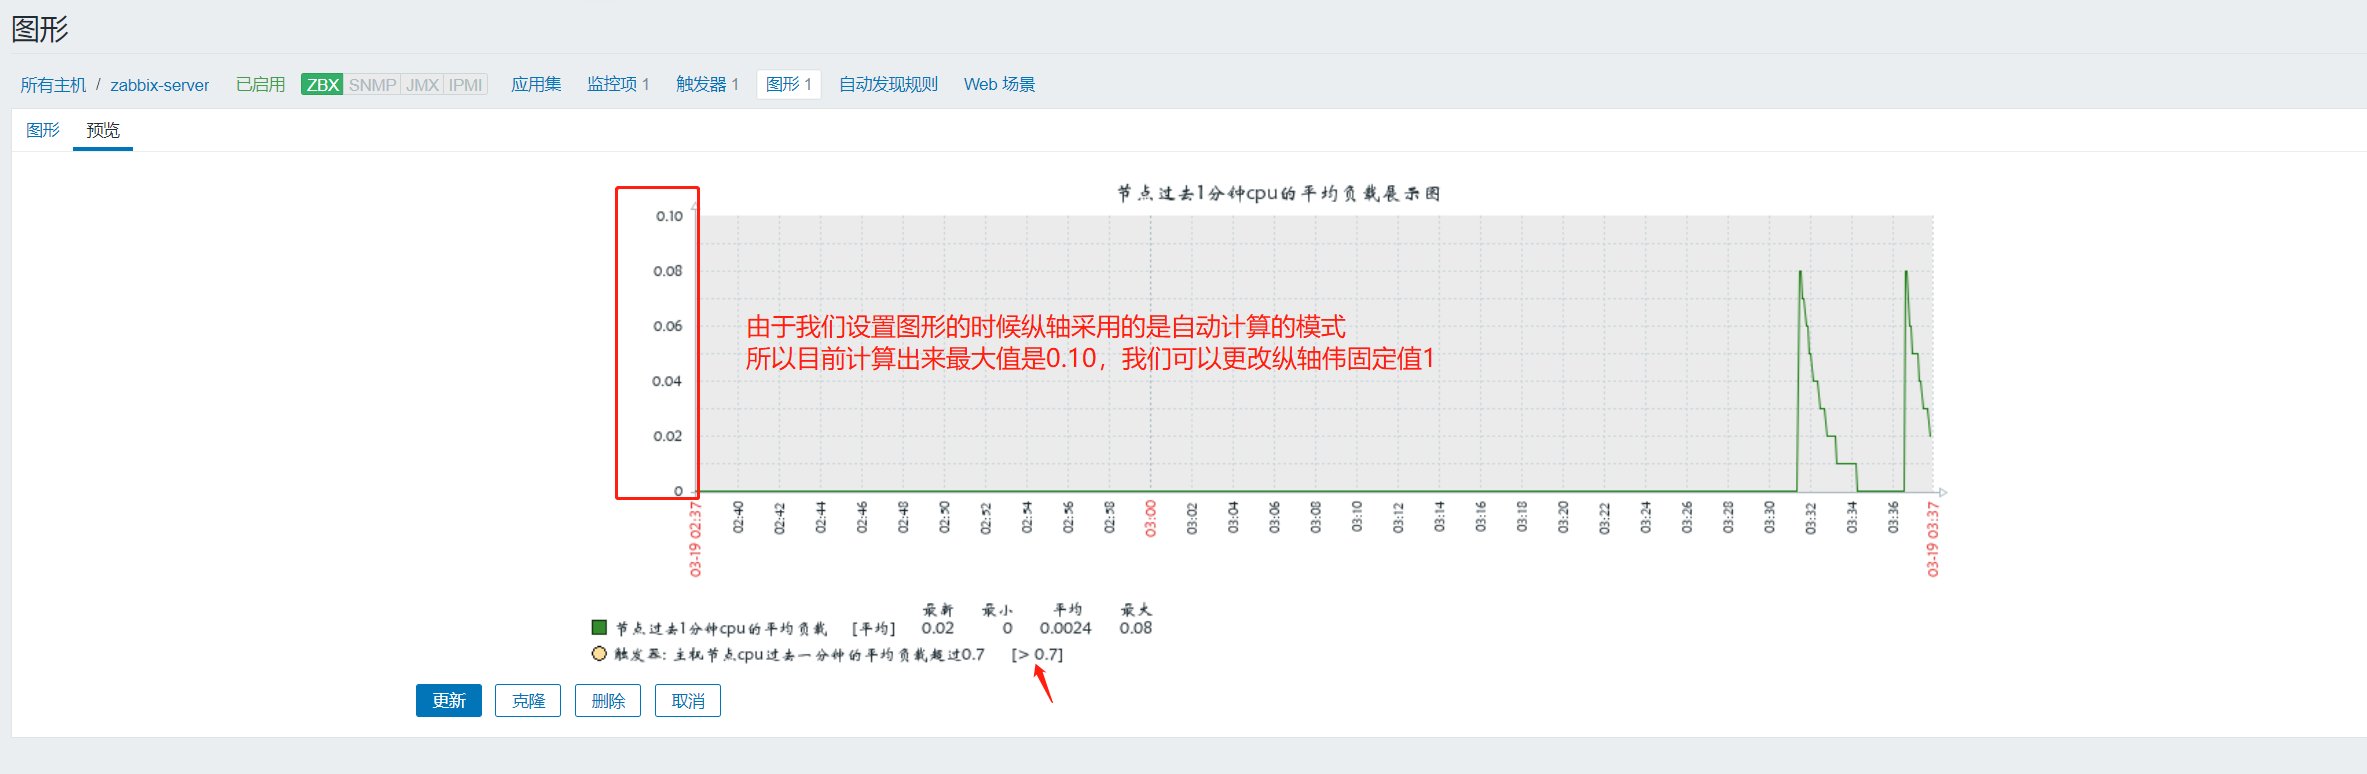 图形
所有主机 / zabbix-server 已启用 ZBX SNMP JMX IPMI 应用集 监控项 1 触发器 1 图形 1 自动发现规则 Web 场景
图形 预览
节点过去1分钟cpu的平均负载展示图
0.10
0.08
0.06
0.04
0.02
0
由于我们设置图形的时候纵轴采用的是自动计算的模式
所以目前计算出来最大值是0.10，我们可以更改纵轴伟固定值1
03-19 02:37 02:40 02:42 02:44 02:46 02:48 02:50 02:52 02:54 02:56 02:58 03:00 03:02 03:04 03:06 03:08 03:10 03:12 03:14 03:16 03:18 03:20 03:22 03:24 03:26 03:28 03:30 03:32 03:34 03:36 03-19 03:37
最新 最小 平均 最大
节点过去1分钟cpu的平均负载 [平均] 0.02 0 0.0024 0.08
触发器: 主机节点cpu过去一分钟的平均负载超过0.7 [> 0.7]
更新 克隆 删除 取消